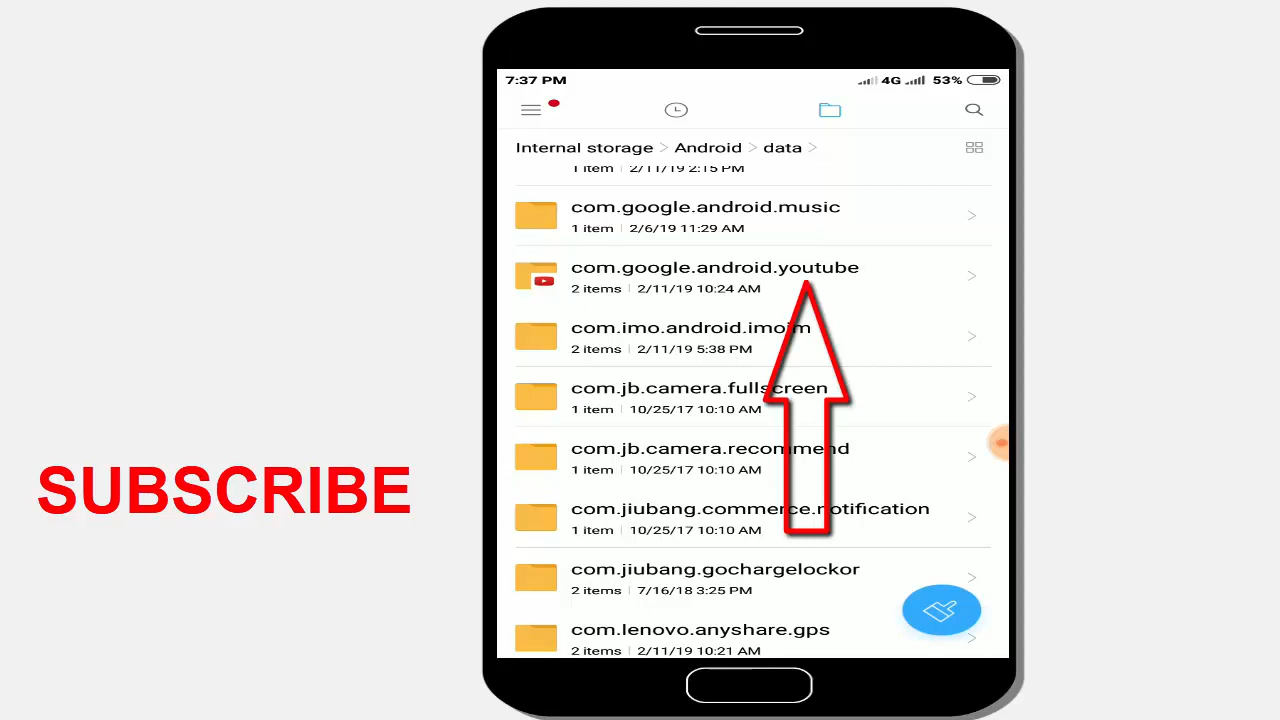 7:37 PM 4G 53%
Internal storage > Android > data >
1 item | 2/11/19 2:15 PM
com.google.android.music
1 item | 2/6/19 11:29 AM
com.google.android.youtube
2 items | 2/11/19 10:24 AM
com.imo.android.imoim
2 items | 2/11/19 5:38 PM
com.jb.camera.fullscreen
1 item | 10/25/17 10:10 AM
com.jb.camera.recommend
1 item | 10/25/17 10:10 AM
SUBSCRIBE
com.jiubang.commerce.notification
1 item | 10/25/17 10:10 AM
com.jiubang.gochargelockor
2 items | 7/16/18 3:25 PM
com.lenovo.anyshare.gps
2 items | 2/11/19 10:21 AM